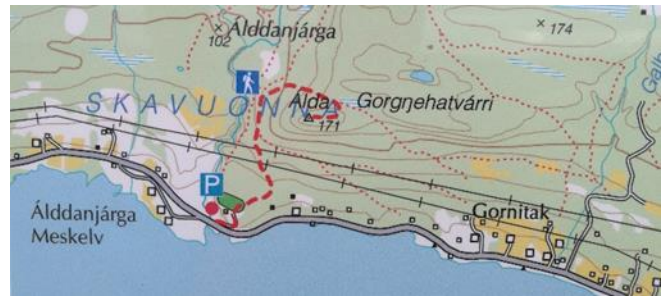 Álddanjárga
102
174
SKAVUONNA
Álda
Gorgŋehatvárri
171
P
Álddanjárga
Meskelv
Gornitak